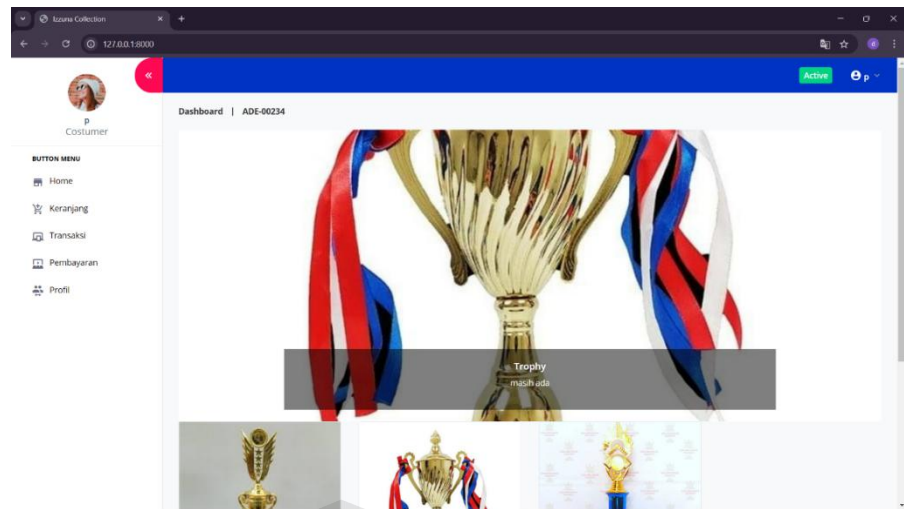 Izzuna Collection
127.0.0.1:8000
Active
p
p
Costumer
Dashboard | ADE-00234
BUTTON MENU
Home
Keranjang
Transaksi
Pembayaran
Profil
Trophy
masih ada